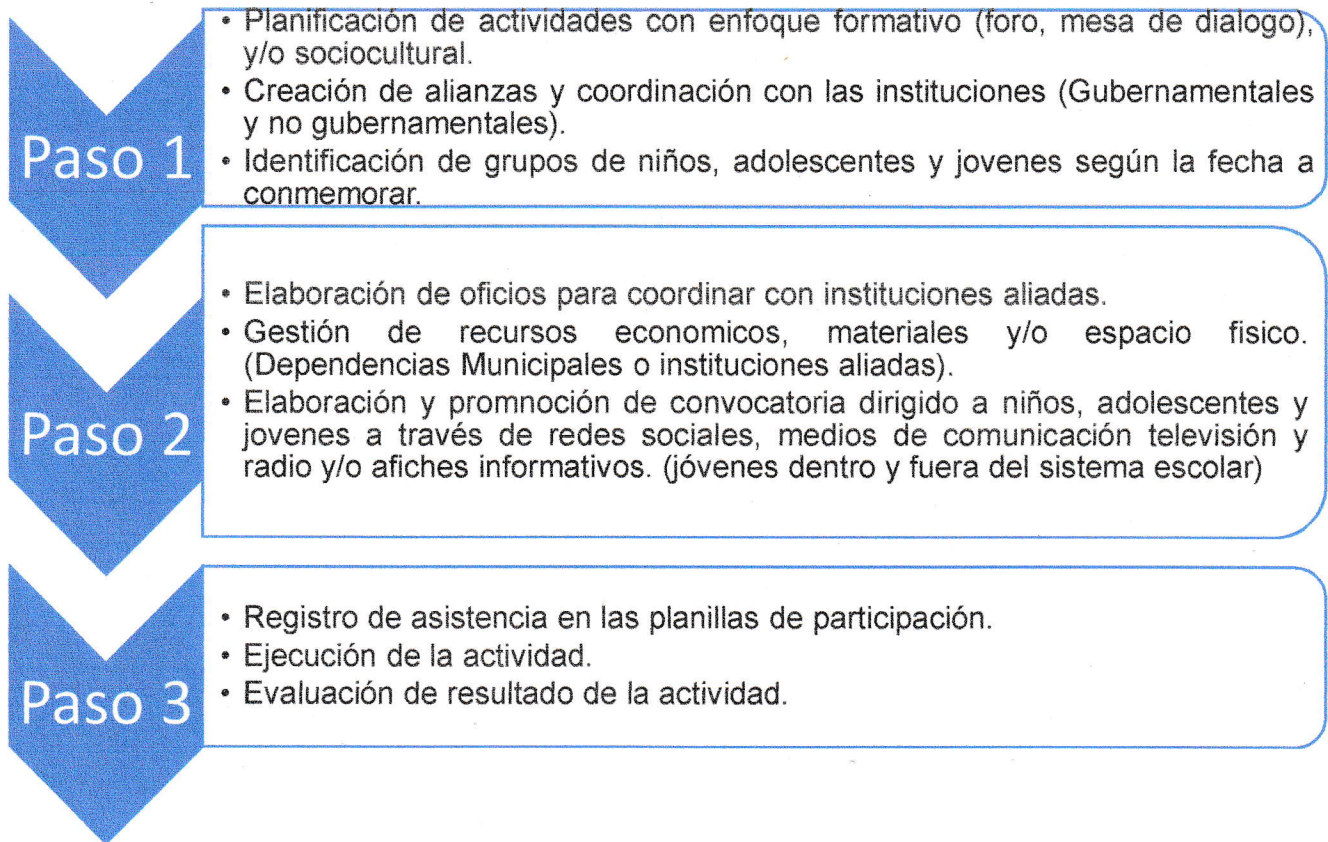 Paso 1
• Planificación de actividades con enfoque formativo (foro, mesa de dialogo),
y/o sociocultural.
• Creación de alianzas y coordinación con las instituciones (Gubernamentales
y no gubernamentales).
• Identificación de grupos de niños, adolescentes y jovenes según la fecha a
conmemorar.
Paso 2
• Elaboración de oficios para coordinar con instituciones aliadas.
• Gestión de recursos economicos, materiales y/o espacio fisico.
(Dependencias Municipales o instituciones aliadas).
• Elaboración y promnoción de convocatoria dirigido a niños, adolescentes y
jovenes a través de redes sociales, medios de comunicación televisión y
radio y/o afiches informativos. (jóvenes dentro y fuera del sistema escolar)
Paso 3
• Registro de asistencia en las planillas de participación.
• Ejecución de la actividad.
• Evaluación de resultado de la actividad.